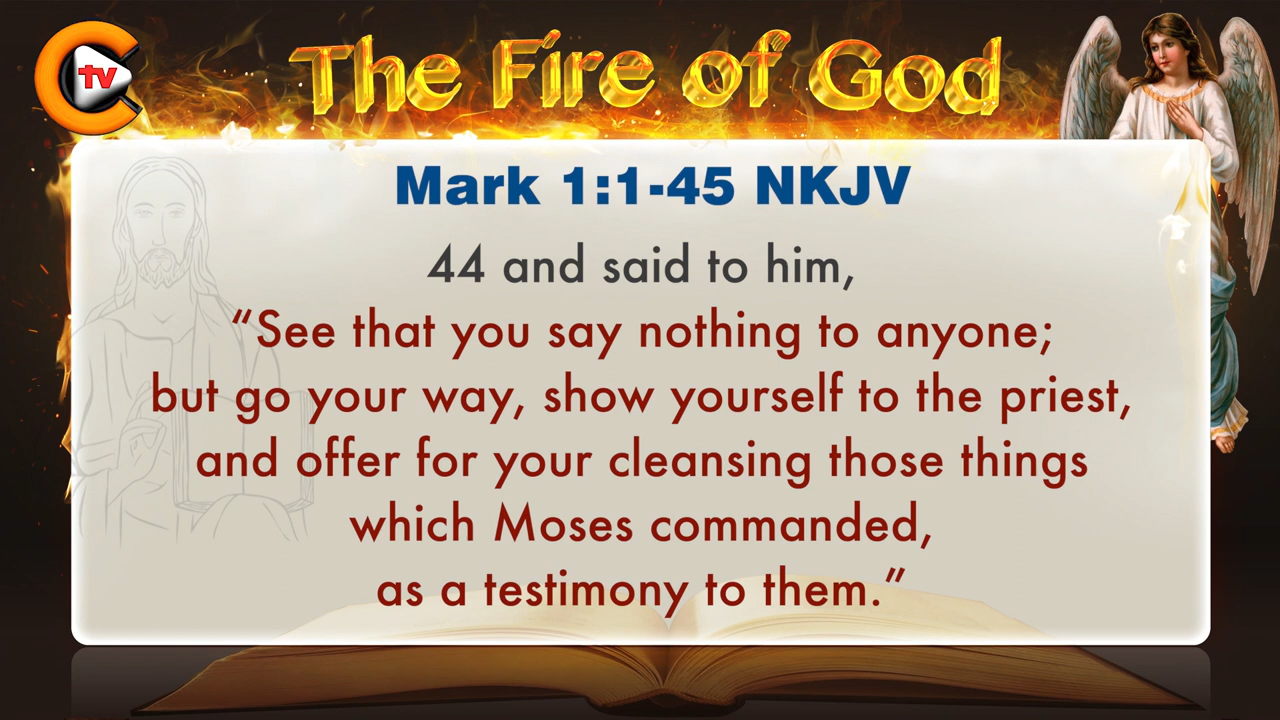 tv
The Fire of God
Mark 1:1-45 NKJV
44 and said to him,
“See that you say nothing to anyone;
but go your way, show yourself to the priest,
and offer for your cleansing those things
which Moses commanded,
as a testimony to them.”